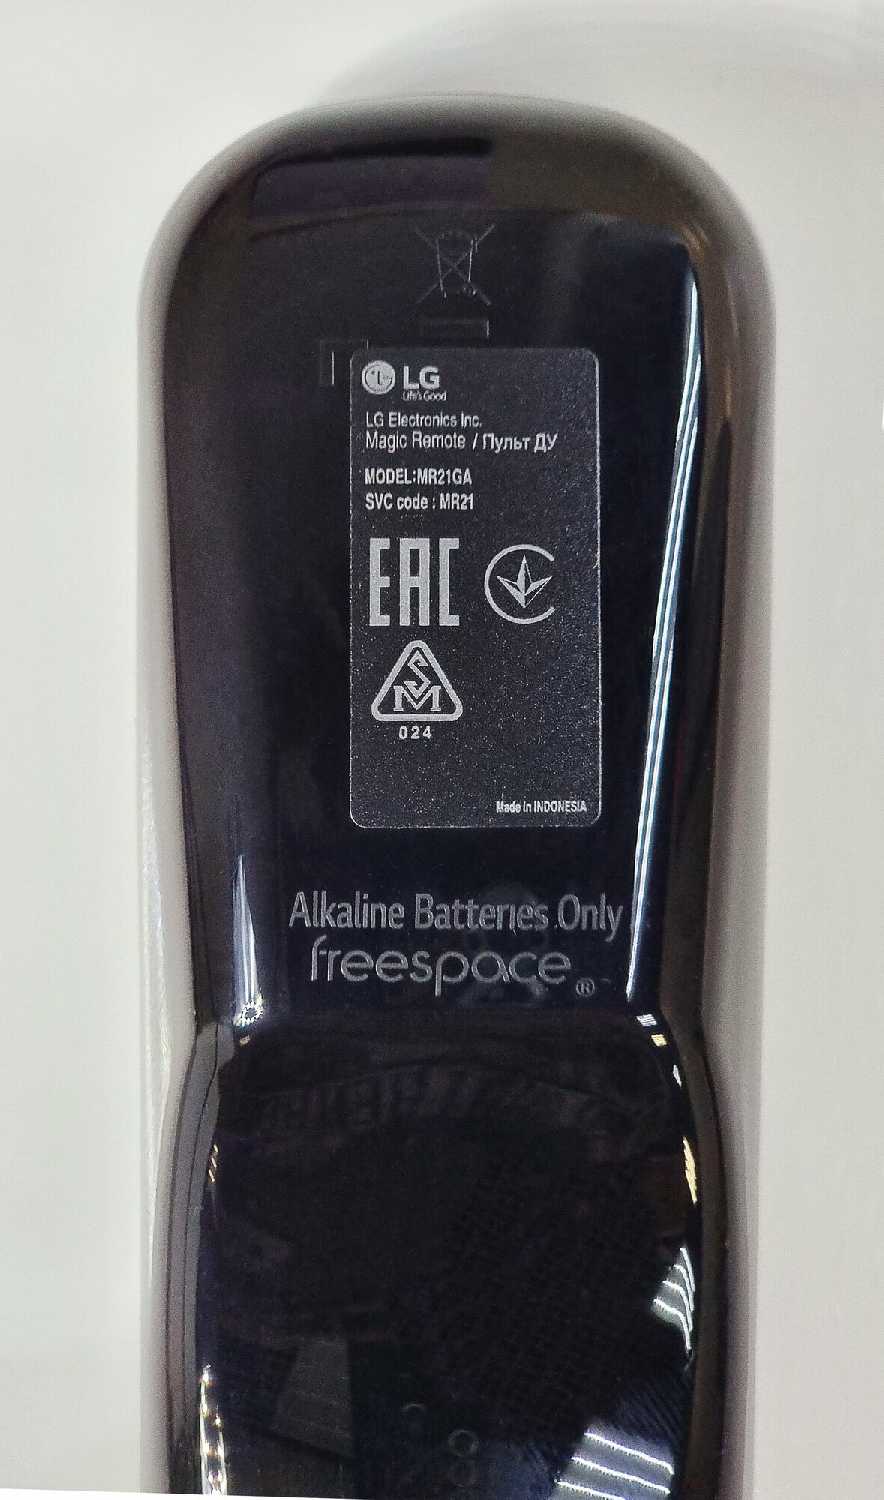 LG
Life's Good
LG Electronics Inc.
Magic Remote / Пульт ДУ
MODEL:MR21GA
SVC code : MR21
EAC
SM
024
Made in INDONESIA
Alkaline Batteries Only
freespace®